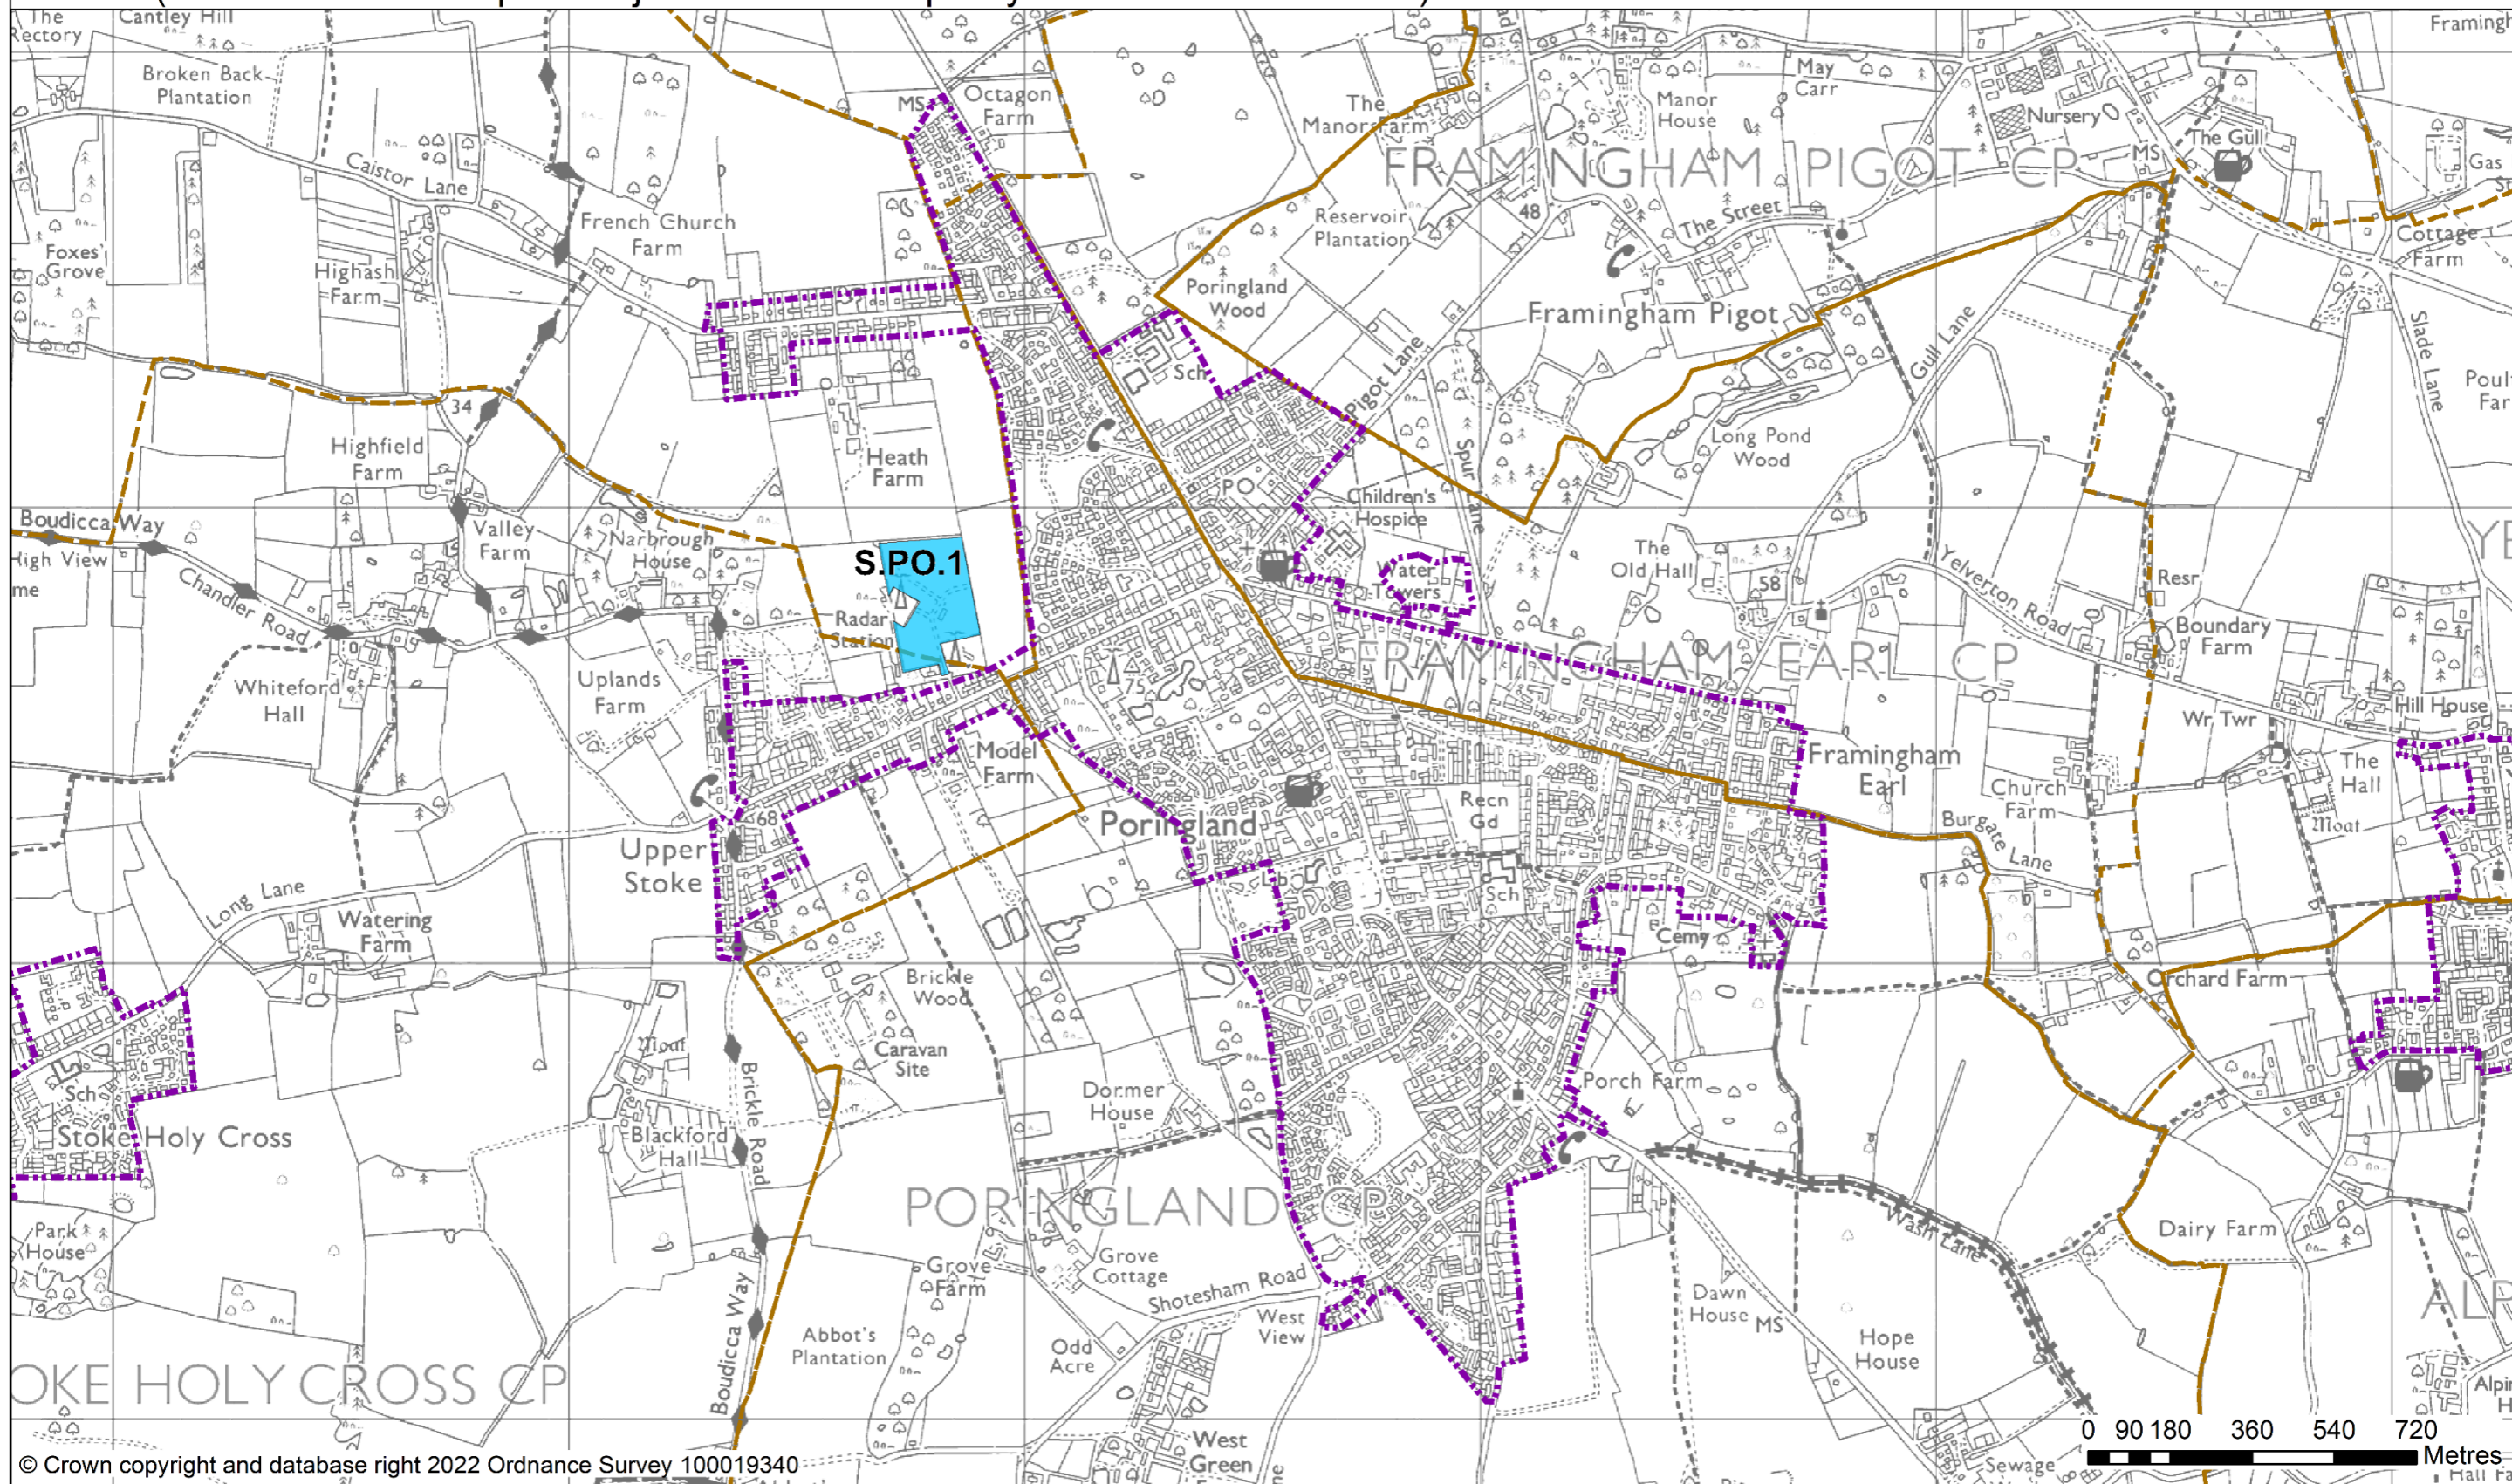 The
Rectory
Cantley Hill
Broken Back
Plantation
Caistor Lane
Foxes'
Grove
Highash
Farm
French Church
Farm
MS
Octagon
Farm
The
Manor Farm
Manor
House
May
Carr
Nursery
The Gull
MS
Framingh
Gas
FRAMINGHAM PIGOT CP
Reservoir
Plantation
48
The Street
Cottage
Farm
Poringland
Wood
Framingham Pigot
Gull Lane
Slade Lane
Sch
Pigot Lane
34
Highfield
Farm
Heath
Farm
Spur Lane
Long Pond
Wood
PO
Children's
Hospice
Boudicca Way
High View
Valley
Farm
Narbrough
House
S.PO.1
Water
Towers
The
Old Hall
58
Yelverton Road
Resr
Chandler Road
Radar
Station
Boundary
Farm
FRAMINGHAM EARL CP
Whiteford
Hall
Uplands
Farm
75
Wr Twr
Hill House
Model
Farm
Framingham
Earl
The
Hall
Moat
68
Upper
Stoke
Poringland
Recn
Gd
Church
Farm
Burgate Lane
Long Lane
Watering
Farm
Sch
Cemy
Brickle
Wood
Orchard Farm
Moat
Caravan
Site
Brickle Road
Sch
Stoke Holy Cross
Blackford
Hall
Dormer
House
Porch Farm
PORINGLAND CP
Wash Lane
Dairy Farm
Park
House
Grove
Farm
Grove
Cottage
Shotesham Road
West
View
Dawn
House
MS
Hope
House
Boudicca Way
Abbot's
Plantation
Odd
Acre
OKE HOLY CROSS CP
West
Green
Sewage
0 90 180 360 540 720
Metres
© Crown copyright and database right 2022 Ordnance Survey 100019340